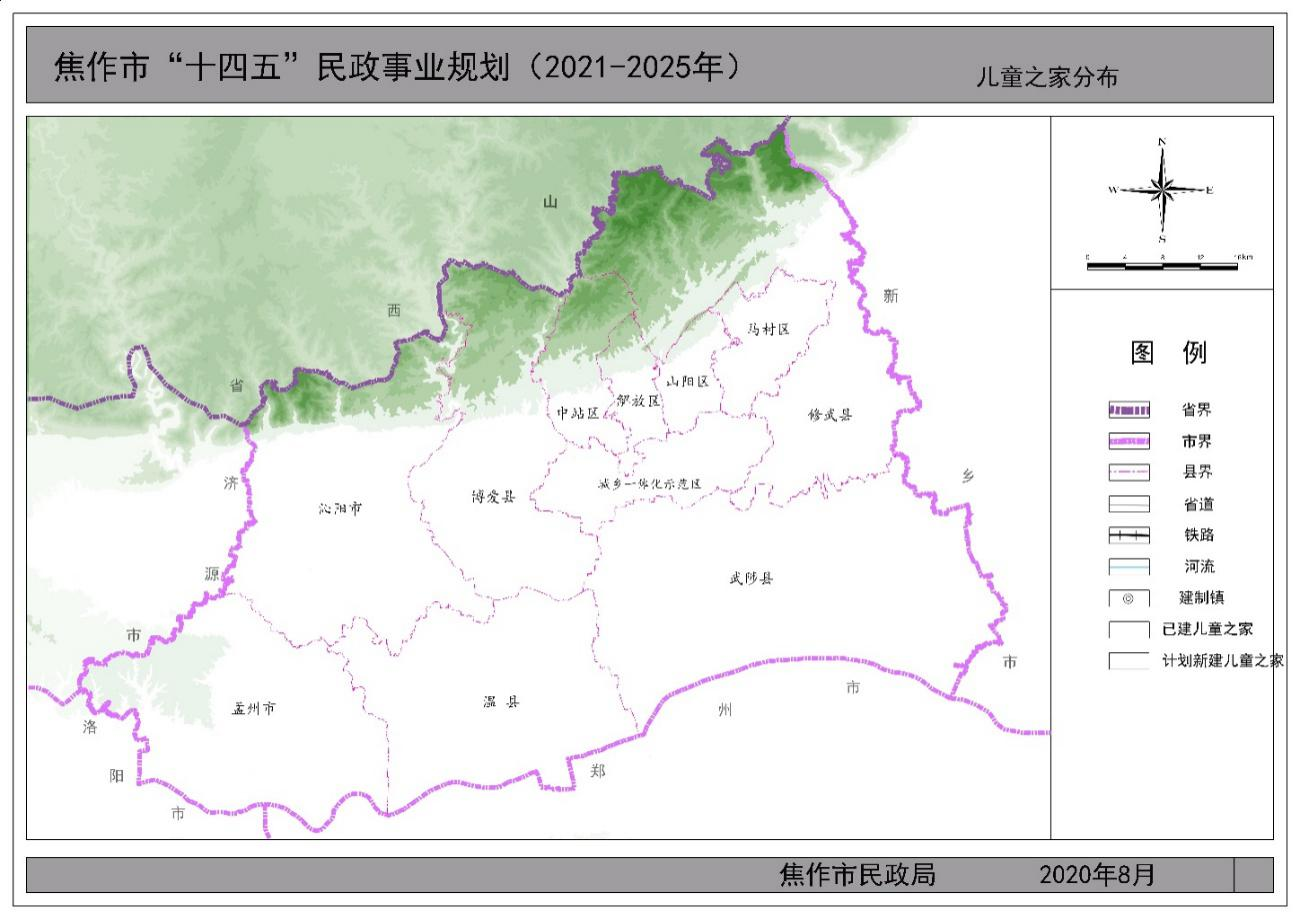 焦作市“十四五”民政事业规划（2021-2025年）
儿童之家分布
N
W
E
S
0 4 8 12 16km
图 例
省界
市界
县界
省道
铁路
河流
建制镇
已建儿童之家
计划新建儿童之家
山
西
省
新
乡
市
济
源
市
洛
阳
市
郑
州
市
马村区
山阳区
解放区
中站区
修武县
城乡一体化示范区
博爱县
沁阳市
武陟县
孟州市
温 县
焦作市民政局
2020年8月